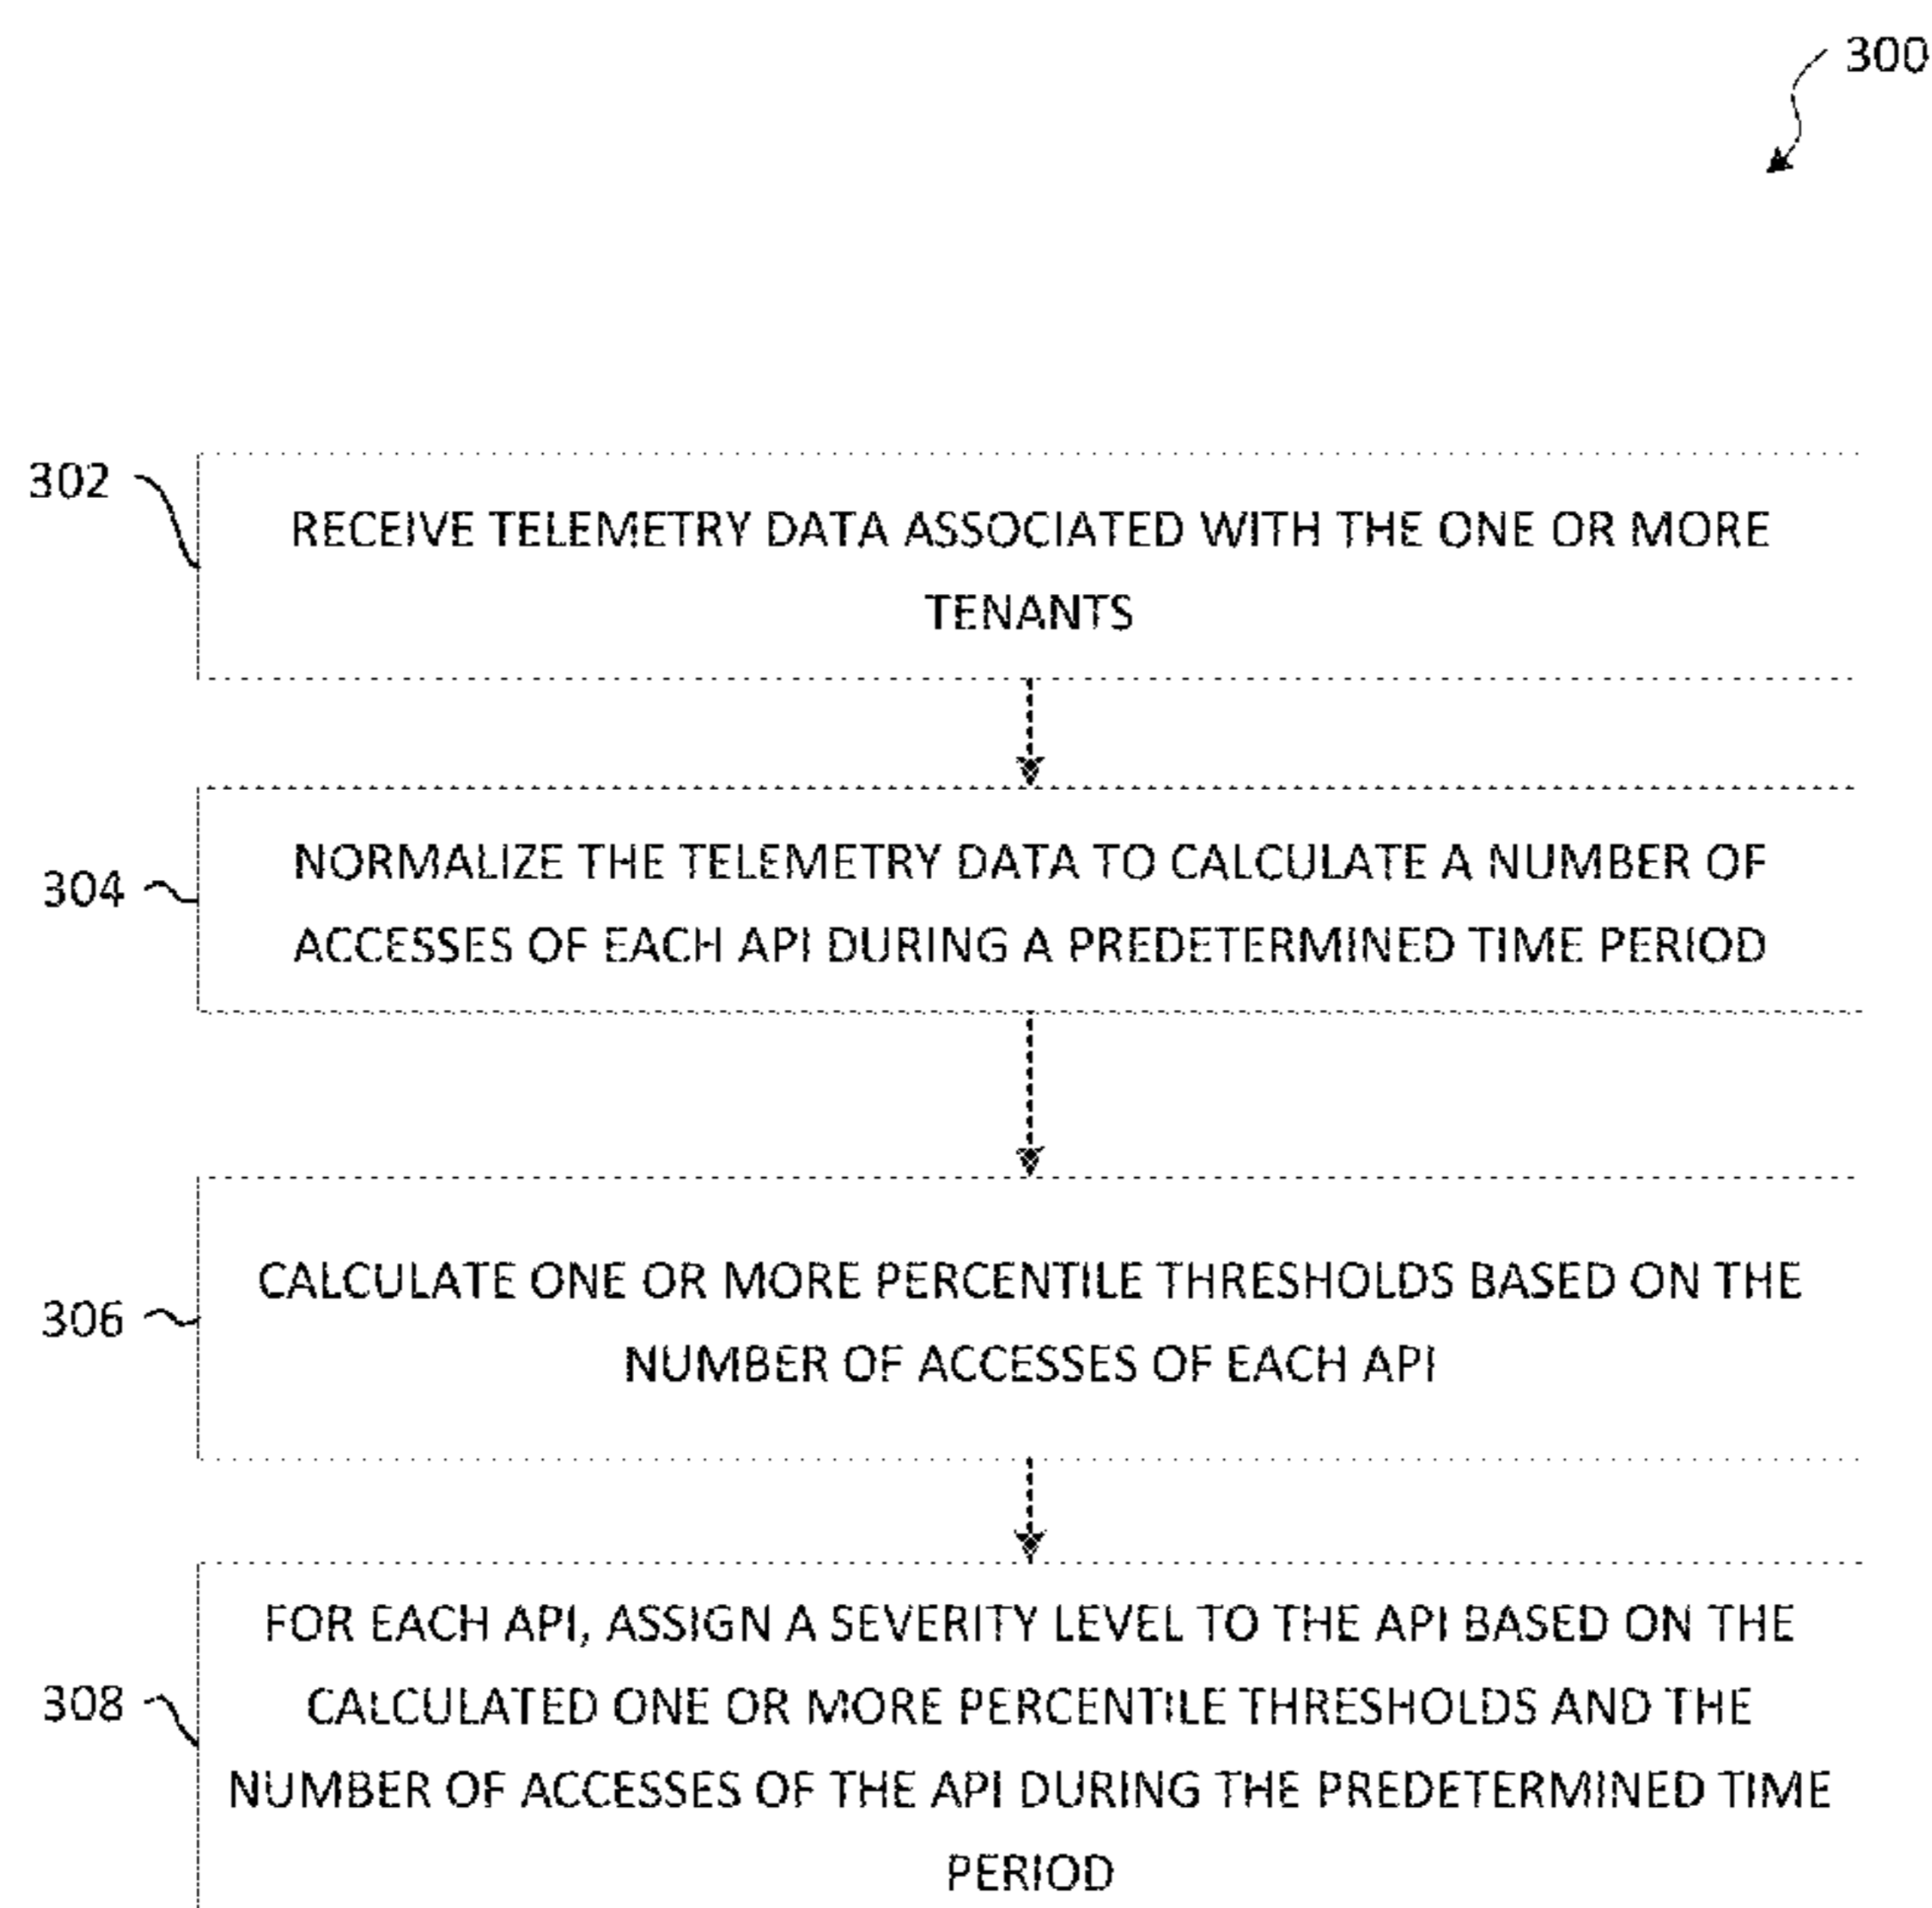 300
302
RECEIVE TELEMETRY DATA ASSOCIATED WITH THE ONE OR MORE
TENANTS
304
NORMALIZE THE TELEMETRY DATA TO CALCULATE A NUMBER OF
ACCESSES OF EACH API DURING A PREDETERMINED TIME PERIOD
306
CALCULATE ONE OR MORE PERCENTILE THRESHOLDS BASED ON THE
NUMBER OF ACCESSES OF EACH API
308
FOR EACH API, ASSIGN A SEVERITY LEVEL TO THE API BASED ON THE
CALCULATED ONE OR MORE PERCENTILE THRESHOLDS AND THE
NUMBER OF ACCESSES OF THE API DURING THE PREDETERMINED TIME
PERIOD